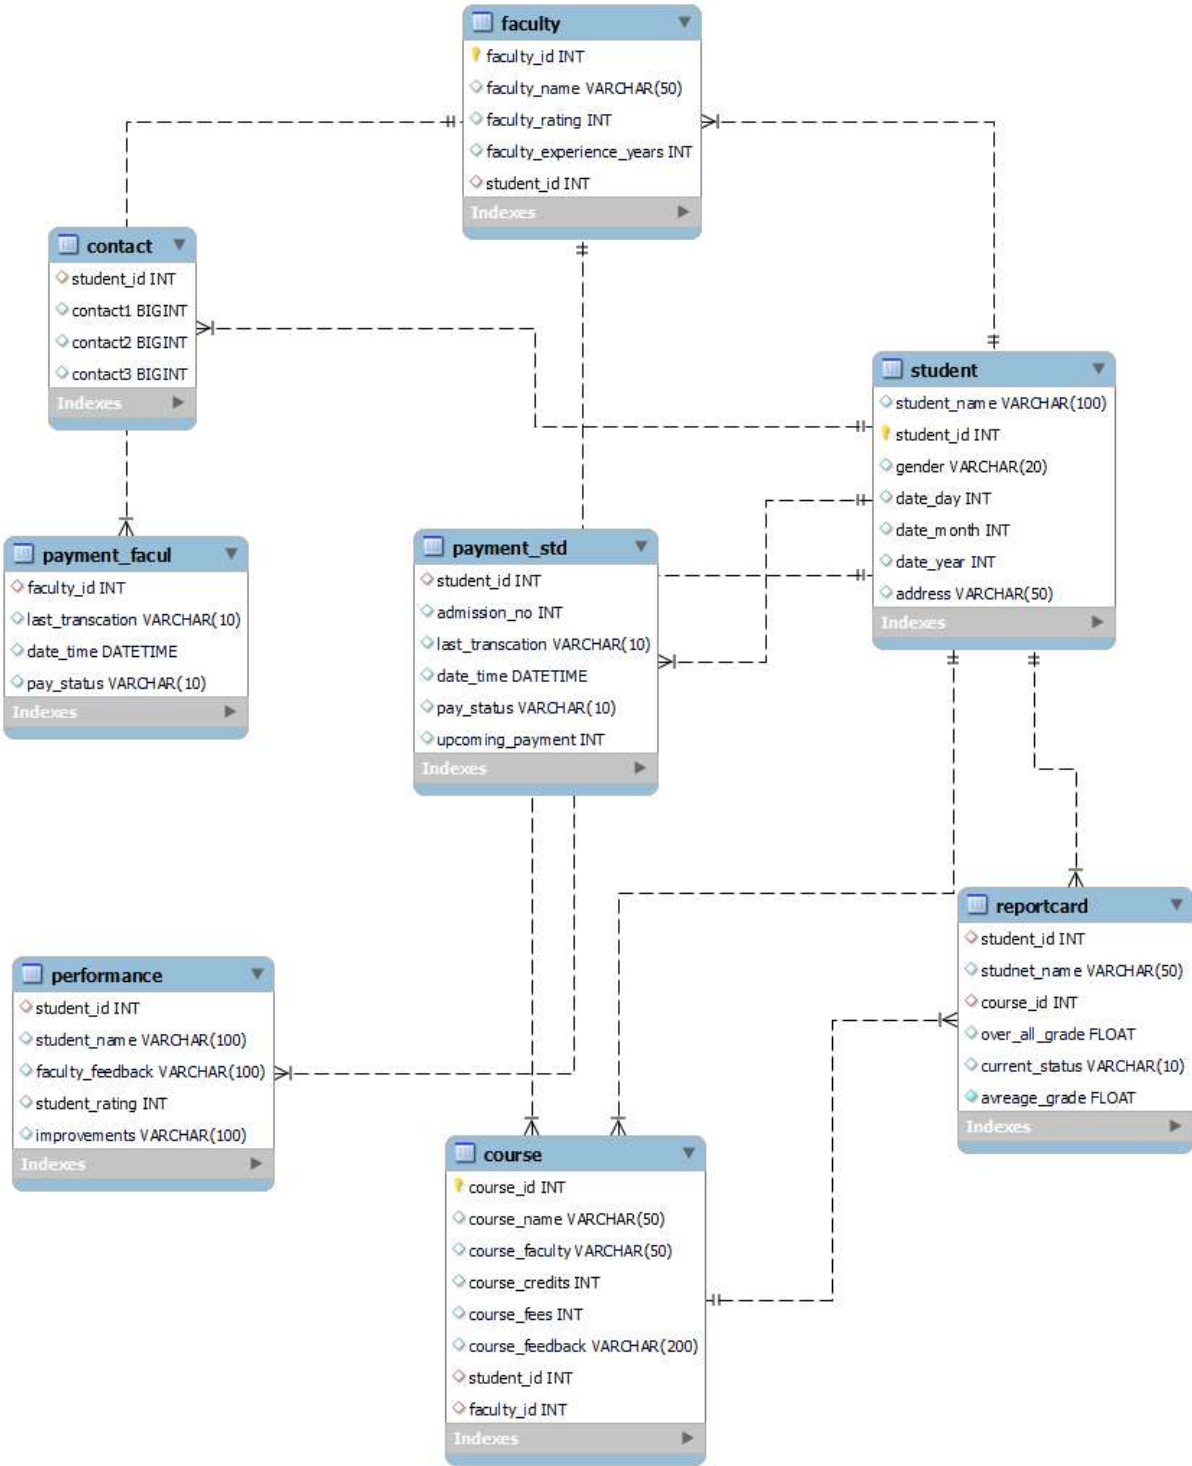 faculty
faculty_id INT
faculty_name VARCHAR(50)
faculty_rating INT
faculty_experience_years INT
student_id INT
Indexes
contact
student_id INT
contact1 BIGINT
contact2 BIGINT
contact3 BIGINT
Indexes
student
student_name VARCHAR(100)
student_id INT
gender VARCHAR(20)
date_day INT
date_month INT
date_year INT
address VARCHAR(50)
Indexes
payment_facul
faculty_id INT
last_transcation VARCHAR(10)
date_time DATETIME
pay_status VARCHAR(10)
Indexes
payment_std
student_id INT
admission_no INT
last_transcation VARCHAR(10)
date_time DATETIME
pay_status VARCHAR(10)
upcoming_payment INT
Indexes
reportcard
student_id INT
studnet_name VARCHAR(50)
course_id INT
over_all_grade FLOAT
current_status VARCHAR(10)
avreage_grade FLOAT
Indexes
performance
student_id INT
student_name VARCHAR(100)
faculty_feedback VARCHAR(100)
student_rating INT
improvements VARCHAR(100)
Indexes
course
course_id INT
course_name VARCHAR(50)
course_faculty VARCHAR(50)
course_credits INT
course_fees INT
course_feedback VARCHAR(200)
student_id INT
faculty_id INT
Indexes